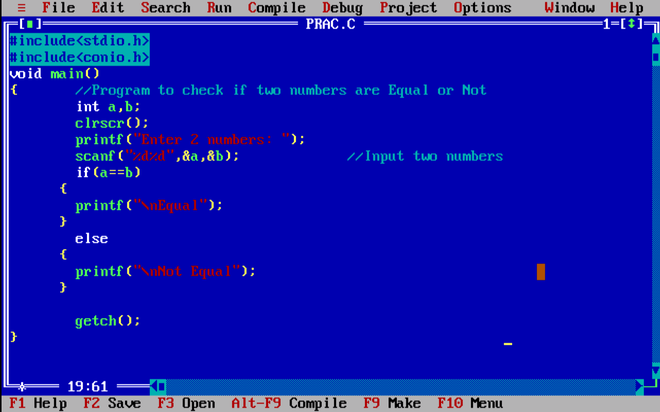 ≡ File Edit Search Run Compile Debug Project Options Window Help
[■] PRAC.C 1=[↕]
#include<stdio.h>
#include<conio.h>
void main()
{ //Program to check if two numbers are Equal or Not
int a,b;
clrscr();
printf("Enter 2 numbers: ");
scanf("%d%d",&a,&b); //Input two numbers
if(a==b)
{
printf("\nEqual");
}
else
{
printf("\nNot Equal");
}
getch();
}
19:61
F1 Help F2 Save F3 Open Alt-F9 Compile F9 Make F10 Menu